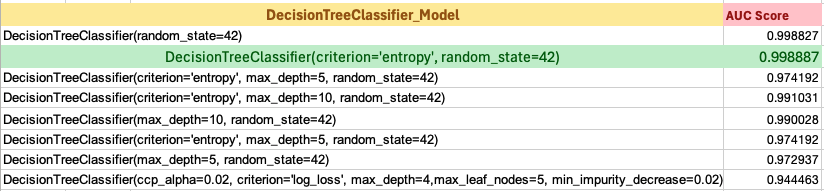 DecisionTreeClassifier_Model AUC Score
DecisionTreeClassifier(random_state=42) 0.998827
DecisionTreeClassifier(criterion='entropy', random_state=42) 0.998887
DecisionTreeClassifier(criterion='entropy', max_depth=5, random_state=42) 0.974192
DecisionTreeClassifier(criterion='entropy', max_depth=10, random_state=42) 0.991031
DecisionTreeClassifier(max_depth=10, random_state=42) 0.990028
DecisionTreeClassifier(criterion='entropy', max_depth=5, random_state=42) 0.974192
DecisionTreeClassifier(max_depth=5, random_state=42) 0.972937
DecisionTreeClassifier(ccp_alpha=0.02, criterion='log_loss', max_depth=4,max_leaf_nodes=5, min_impurity_decrease=0.02) 0.944463